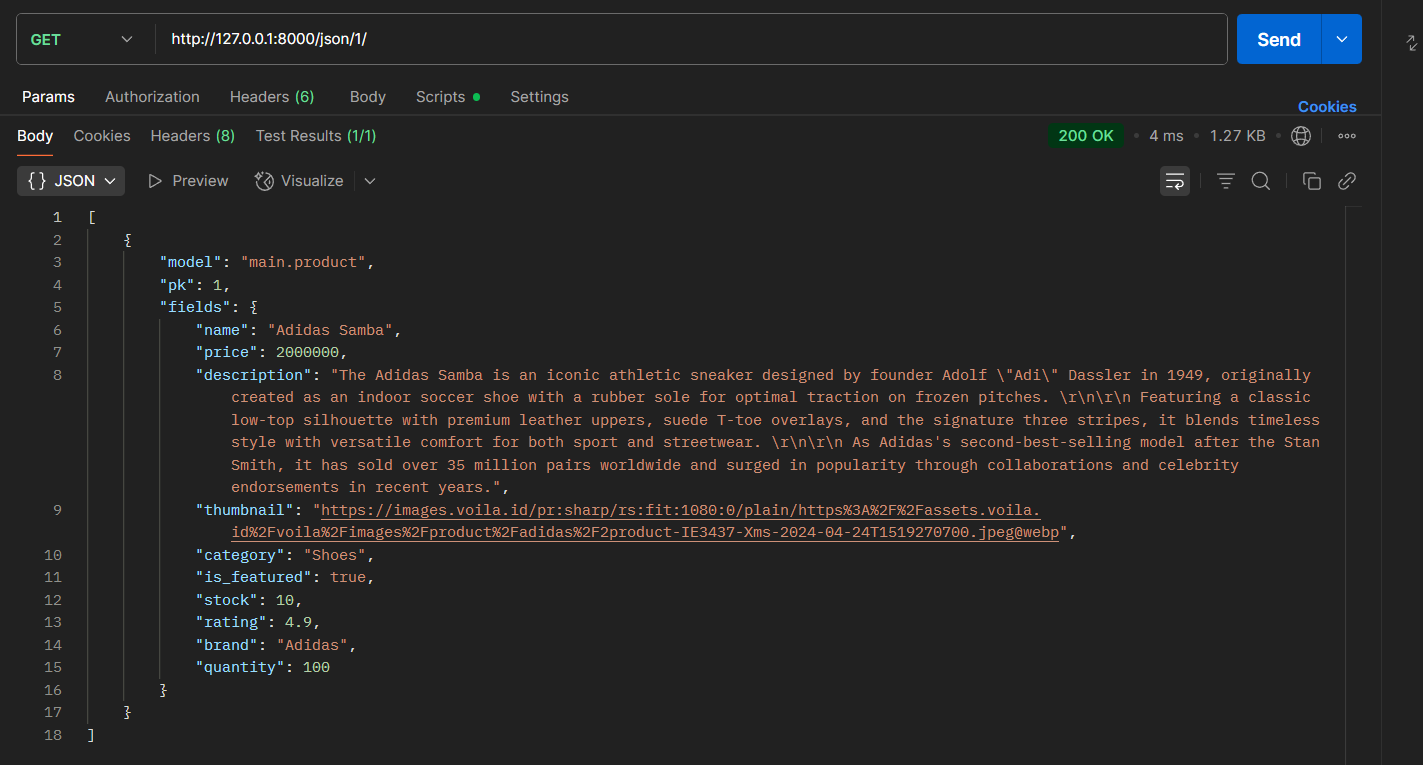 GET
http://127.0.0.1:8000/json/1/
Send
Params Authorization Headers (6) Body Scripts Settings
Cookies
Body Cookies Headers (8) Test Results (1/1) 200 OK 4 ms 1.27 KB
{} JSON Preview Visualize
1 [
2 {
3 "model": "main.product",
4 "pk": 1,
5 "fields": {
6 "name": "Adidas Samba",
7 "price": 2000000,
8 "description": "The Adidas Samba is an iconic athletic sneaker designed by founder Adolf \"Adi\" Dassler in 1949, originally
created as an indoor soccer shoe with a rubber sole for optimal traction on frozen pitches. \r\n\r\n Featuring a classic
low-top silhouette with premium leather uppers, suede T-toe overlays, and the signature three stripes, it blends timeless
style with versatile comfort for both sport and streetwear. \r\n\r\n As Adidas's second-best-selling model after the Stan
Smith, it has sold over 35 million pairs worldwide and surged in popularity through collaborations and celebrity
endorsements in recent years.",
9 "thumbnail": "https://images.voila.id/pr:sharp/rs:fit:1080:0/plain/https%3A%2F%2Fassets.voila.
id%2Fvoila%2Fimages%2Fproduct%2Fadidas%2F2product-IE3437-Xms-2024-04-24T1519270700.jpeg@webp",
10 "category": "Shoes",
11 "is_featured": true,
12 "stock": 10,
13 "rating": 4.9,
14 "brand": "Adidas",
15 "quantity": 100
16 }
17 }
18 ]